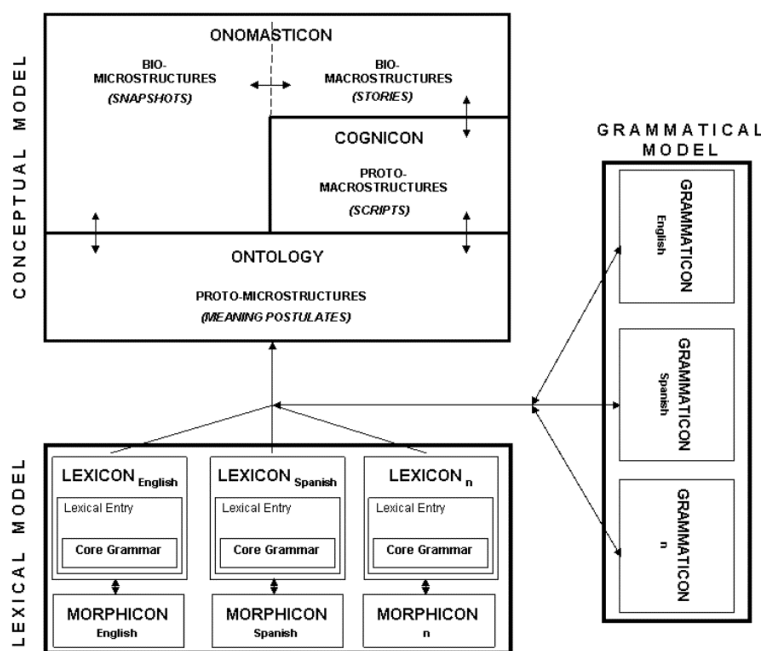 CONCEPTUAL MODEL
ONOMASTICON
BIO-
MICROSTRUCTURES
(SNAPSHOTS)
BIO-
MACROSTRUCTURES
(STORIES)
COGNICON
PROTO-
MACROSTRUCTURES
(SCRIPTS)
ONTOLOGY
PROTO-MICROSTRUCTURES
(MEANING POSTULATES)
GRAMMATICAL
MODEL
GRAMMATICON
English
GRAMMATICON
Spanish
GRAMMATICON
n
LEXICAL MODEL
LEXICON English
Lexical Entry
Core Grammar
MORPHICON
English
LEXICON Spanish
Lexical Entry
Core Grammar
MORPHICON
Spanish
LEXICON n
Lexical Entry
Core Grammar
MORPHICON
n